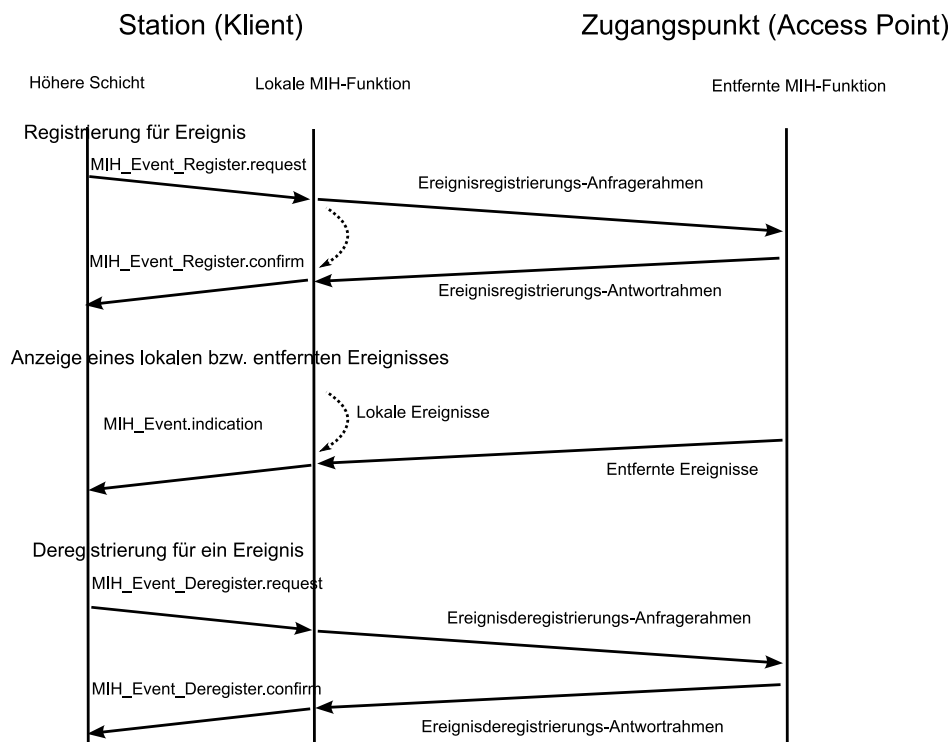 Station (Klient)
Zugangspunkt (Access Point)
Höhere Schicht
Lokale MIH-Funktion
Entfernte MIH-Funktion
Registrierung für Ereignis
MIH_Event_Register.request
Ereignisregistrierungs-Anfragerahmen
MIH_Event_Register.confirm
Ereignisregistrierungs-Antwortrahmen
Anzeige eines lokalen bzw. entfernten Ereignisses
Lokale Ereignisse
MIH_Event.indication
Entfernte Ereignisse
Deregistrierung für ein Ereignis
MIH_Event_Deregister.request
Ereignisderegistrierungs-Anfragerahmen
MIH_Event_Deregister.confirm
Ereignisderegistrierungs-Antwortrahmen